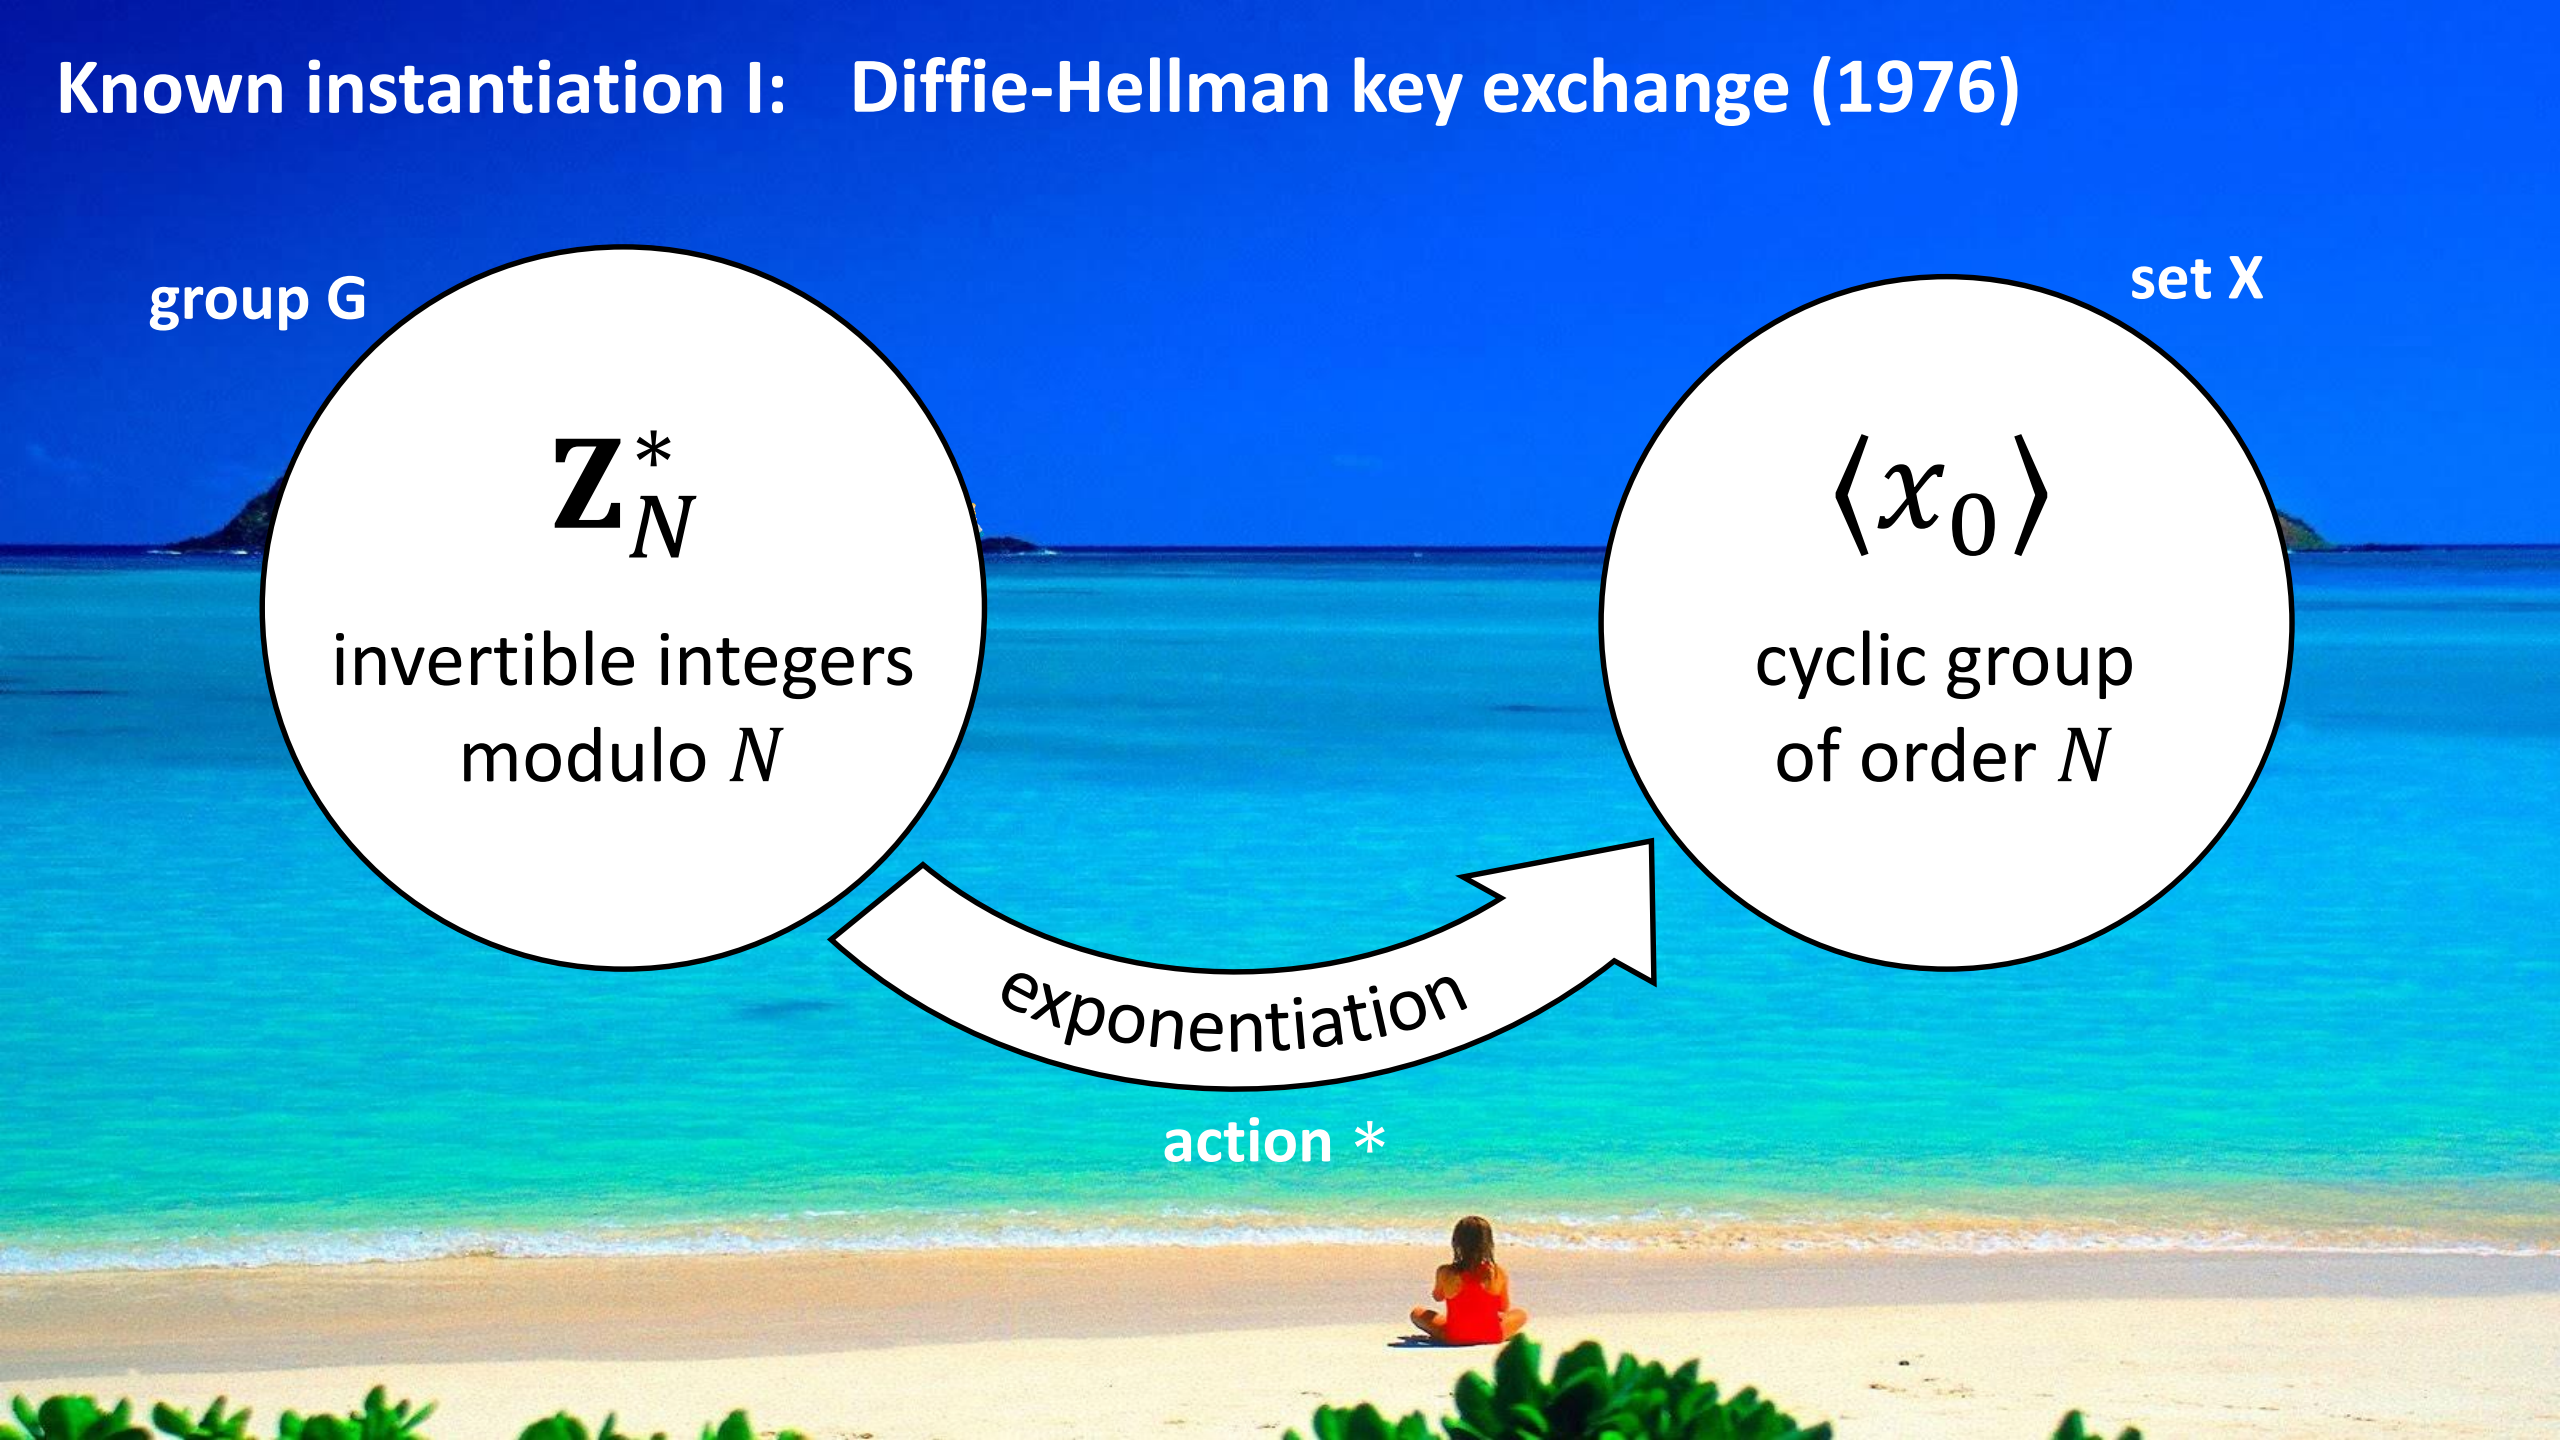 Known instantiation I: Diffie-Hellman key exchange (1976)
group G
set X
𝐙*_N
⟨x₀⟩
invertible integers
modulo N
cyclic group
of order N
exponentiation
action *